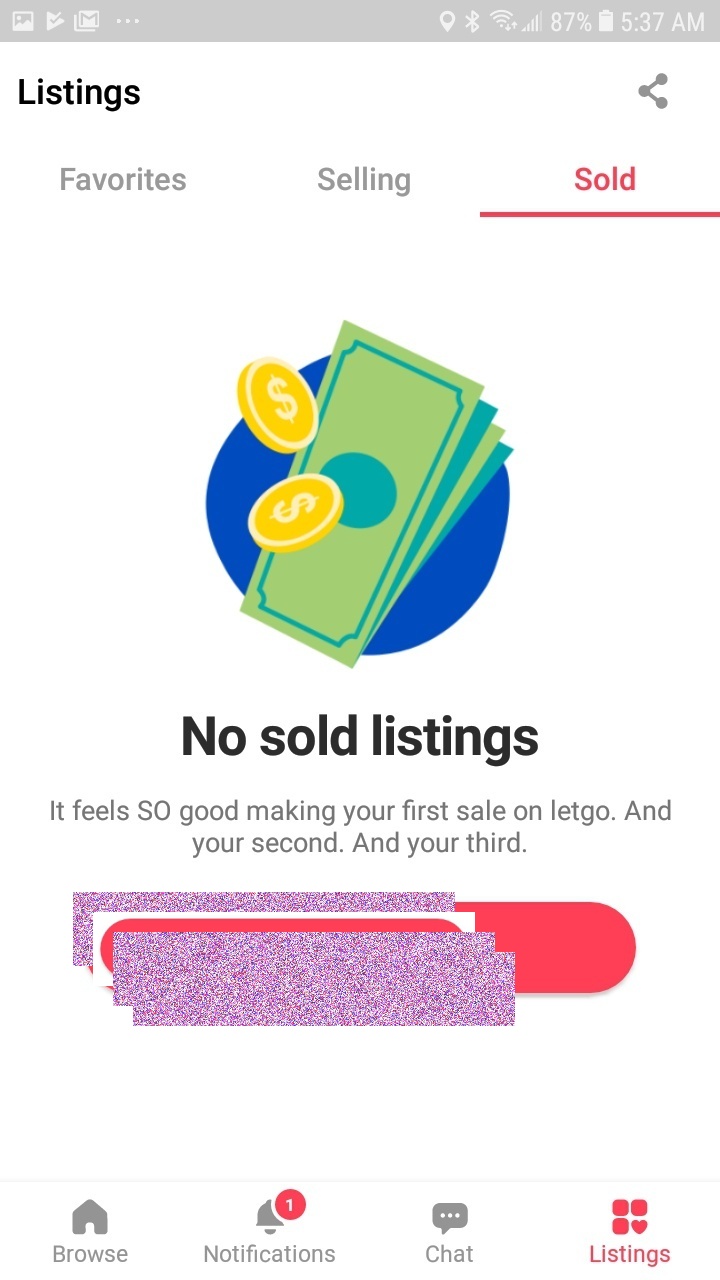 87% 5:37 AM
Listings
Favorites Selling Sold
$
$
No sold listings
It feels SO good making your first sale on letgo. And
your second. And your third.
1
Browse Notifications Chat Listings